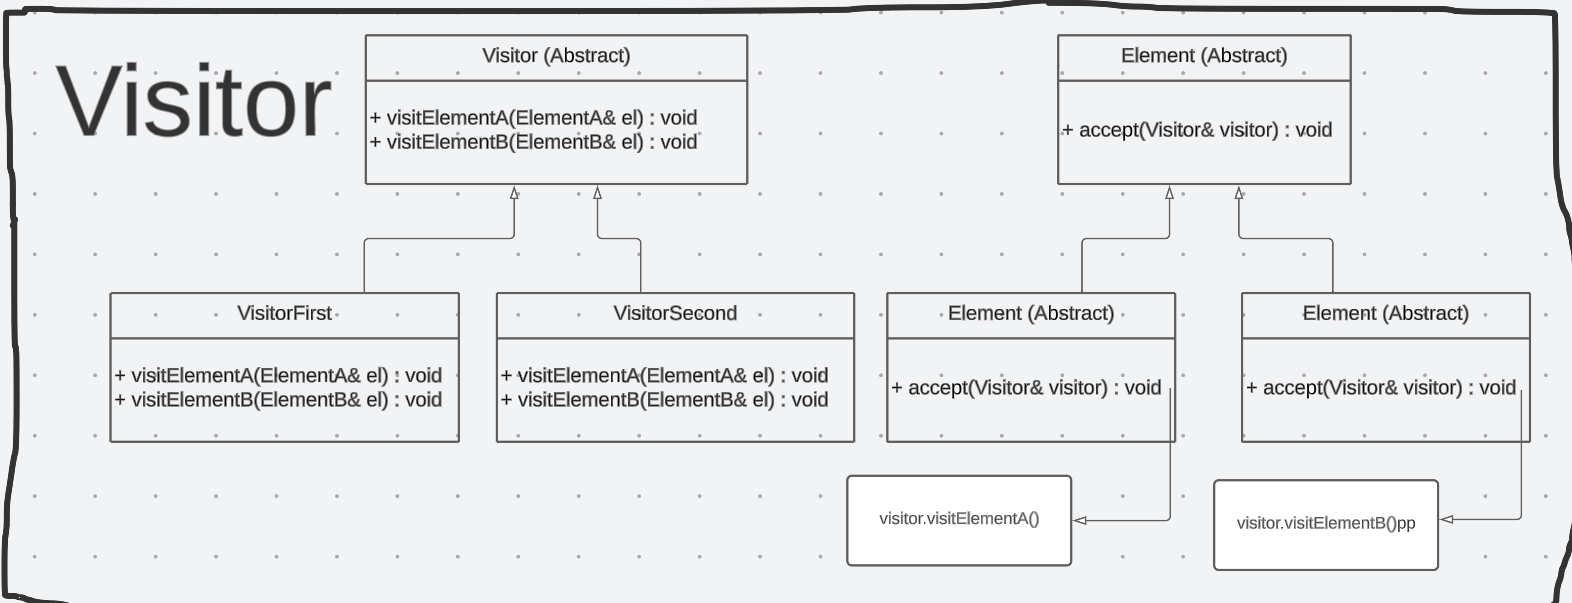 Visitor
Visitor (Abstract)
+ visitElementA(ElementA& el) : void
+ visitElementB(ElementB& el) : void
Element (Abstract)
+ accept(Visitor& visitor) : void
VisitorFirst
+ visitElementA(ElementA& el) : void
+ visitElementB(ElementB& el) : void
VisitorSecond
+ visitElementA(ElementA& el) : void
+ visitElementB(ElementB& el) : void
Element (Abstract)
+ accept(Visitor& visitor) : void
Element (Abstract)
+ accept(Visitor& visitor) : void
visitor.visitElementA()
visitor.visitElementB()pp